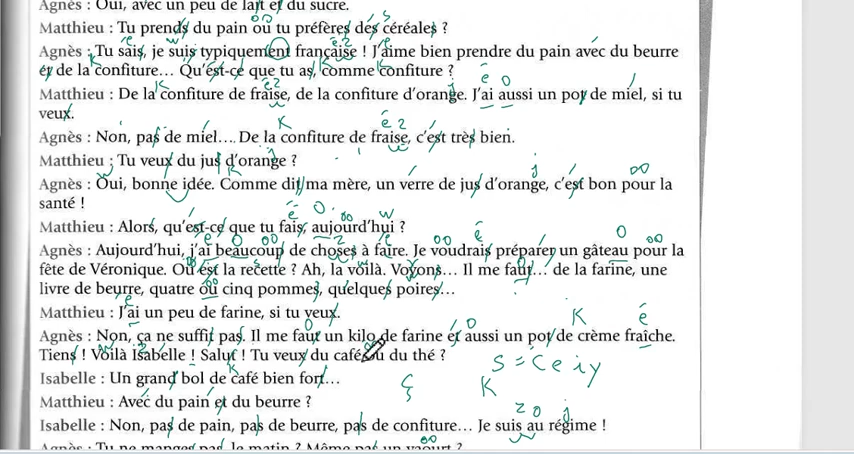 Agnès : Oui, avec un peu de lait et du sucre.
Matthieu : Tu prends du pain ou tu préfères des céréales ?
Agnès : Tu sais, je suis typiquement française ! J'aime bien prendre du pain avec du beurre
et de la confiture… Qu'est-ce que tu as, comme confiture ?
Matthieu : De la confiture de fraise, de la confiture d'orange. J'ai aussi un pot de miel, si tu
veux.
Agnès : Non, pas de miel… De la confiture de fraise, c'est très bien.
Matthieu : Tu veux du jus d'orange ?
Agnès : Oui, bonne idée. Comme dit ma mère, un verre de jus d'orange, c'est bon pour la
santé !
Matthieu : Alors, qu'est-ce que tu fais, aujourd'hui ?
Agnès : Aujourd'hui, j'ai beaucoup de choses à faire. Je voudrais préparer un gâteau pour la
fête de Véronique. Où est la recette ? Ah, la voilà. Voyons… Il me faut… de la farine, une
livre de beurre, quatre ou cinq pommes, quelques poires…
Matthieu : J'ai un peu de farine, si tu veux.
Agnès : Non, ça ne suffit pas. Il me faut un kilo de farine et aussi un pot de crème fraîche.
Tiens ! Voilà Isabelle ! Salut ! Tu veux du café ou du thé ?
s = ç e i y
Isabelle : Un grand bol de café bien fort…
ç K
Matthieu : Avec du pain et du beurre ?
Isabelle : Non, pas de pain, pas de beurre, pas de confiture… Je suis au régime !
Agnès : Tu ne manges pas le matin ? Même pas un yaourt ?